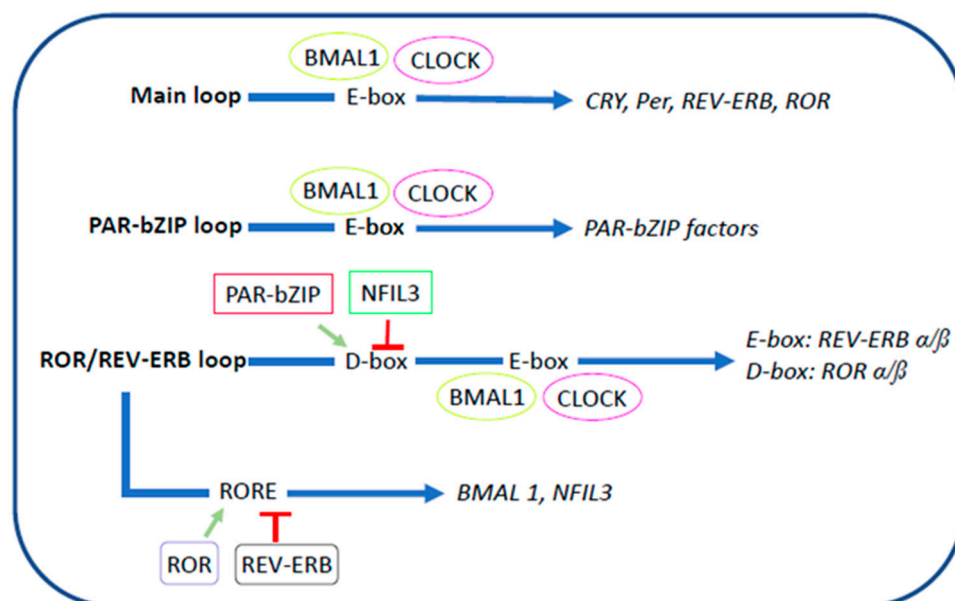 BMAL1 CLOCK
Main loop E-box CRY, Per, REV-ERB, ROR
BMAL1 CLOCK
PAR-bZIP loop E-box PAR-bZIP factors
PAR-bZIP NFIL3
ROR/REV-ERB loop D-box E-box
E-box: REV-ERB α/β
D-box: ROR α/β
BMAL1 CLOCK
RORE BMAL 1, NFIL3
ROR REV-ERB